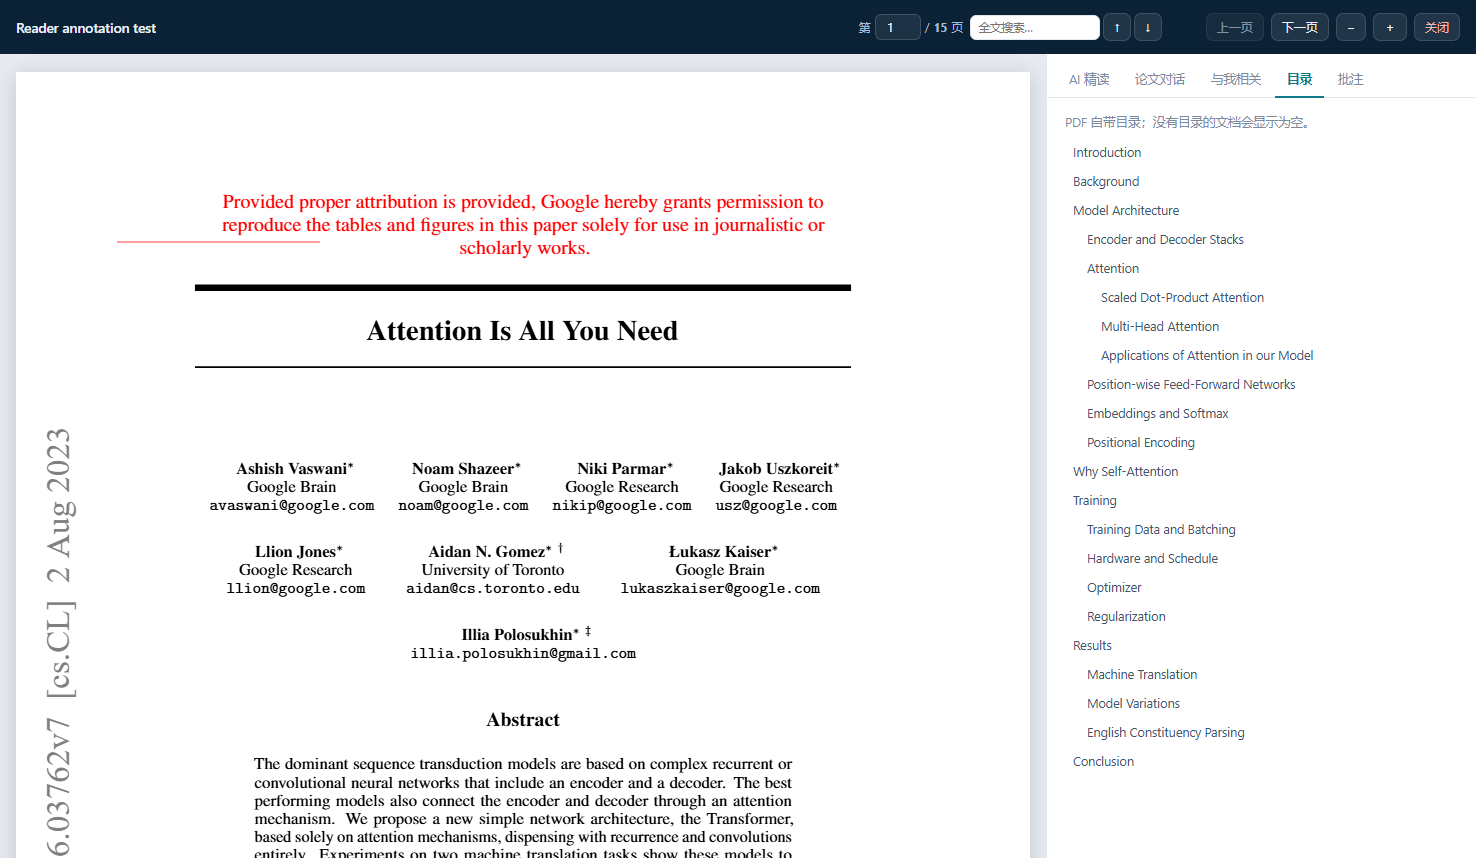 Reader annotation test
第 1 / 15 页 全文搜索... ↑ ↓ 上一页 下一页 − + 关闭
AI 精读 论文对话 与我相关 目录 批注
PDF 自带目录；没有目录的文档会显示为空。
Introduction
Background
Model Architecture
Encoder and Decoder Stacks
Attention
Scaled Dot-Product Attention
Multi-Head Attention
Applications of Attention in our Model
Position-wise Feed-Forward Networks
Embeddings and Softmax
Positional Encoding
Why Self-Attention
Training
Training Data and Batching
Hardware and Schedule
Optimizer
Regularization
Results
Machine Translation
Model Variations
English Constituency Parsing
Conclusion
Provided proper attribution is provided, Google hereby grants permission to
reproduce the tables and figures in this paper solely for use in journalistic or
scholarly works.
Attention Is All You Need
Ashish Vaswani* Noam Shazeer* Niki Parmar* Jakob Uszkoreit*
Google Brain Google Brain Google Research Google Research
avaswani@google.com noam@google.com nikip@google.com usz@google.com
Llion Jones* Aidan N. Gomez* † Łukasz Kaiser*
Google Research University of Toronto Google Brain
llion@google.com aidan@cs.toronto.edu lukaszkaiser@google.com
Illia Polosukhin* ‡
illia.polosukhin@gmail.com
Abstract
The dominant sequence transduction models are based on complex recurrent or
convolutional neural networks that include an encoder and a decoder. The best
performing models also connect the encoder and decoder through an attention
mechanism. We propose a new simple network architecture, the Transformer,
based solely on attention mechanisms, dispensing with recurrence and convolutions
entirely. Experiments on two machine translation tasks show these models to
6.03762v7 [cs.CL] 2 Aug 2023